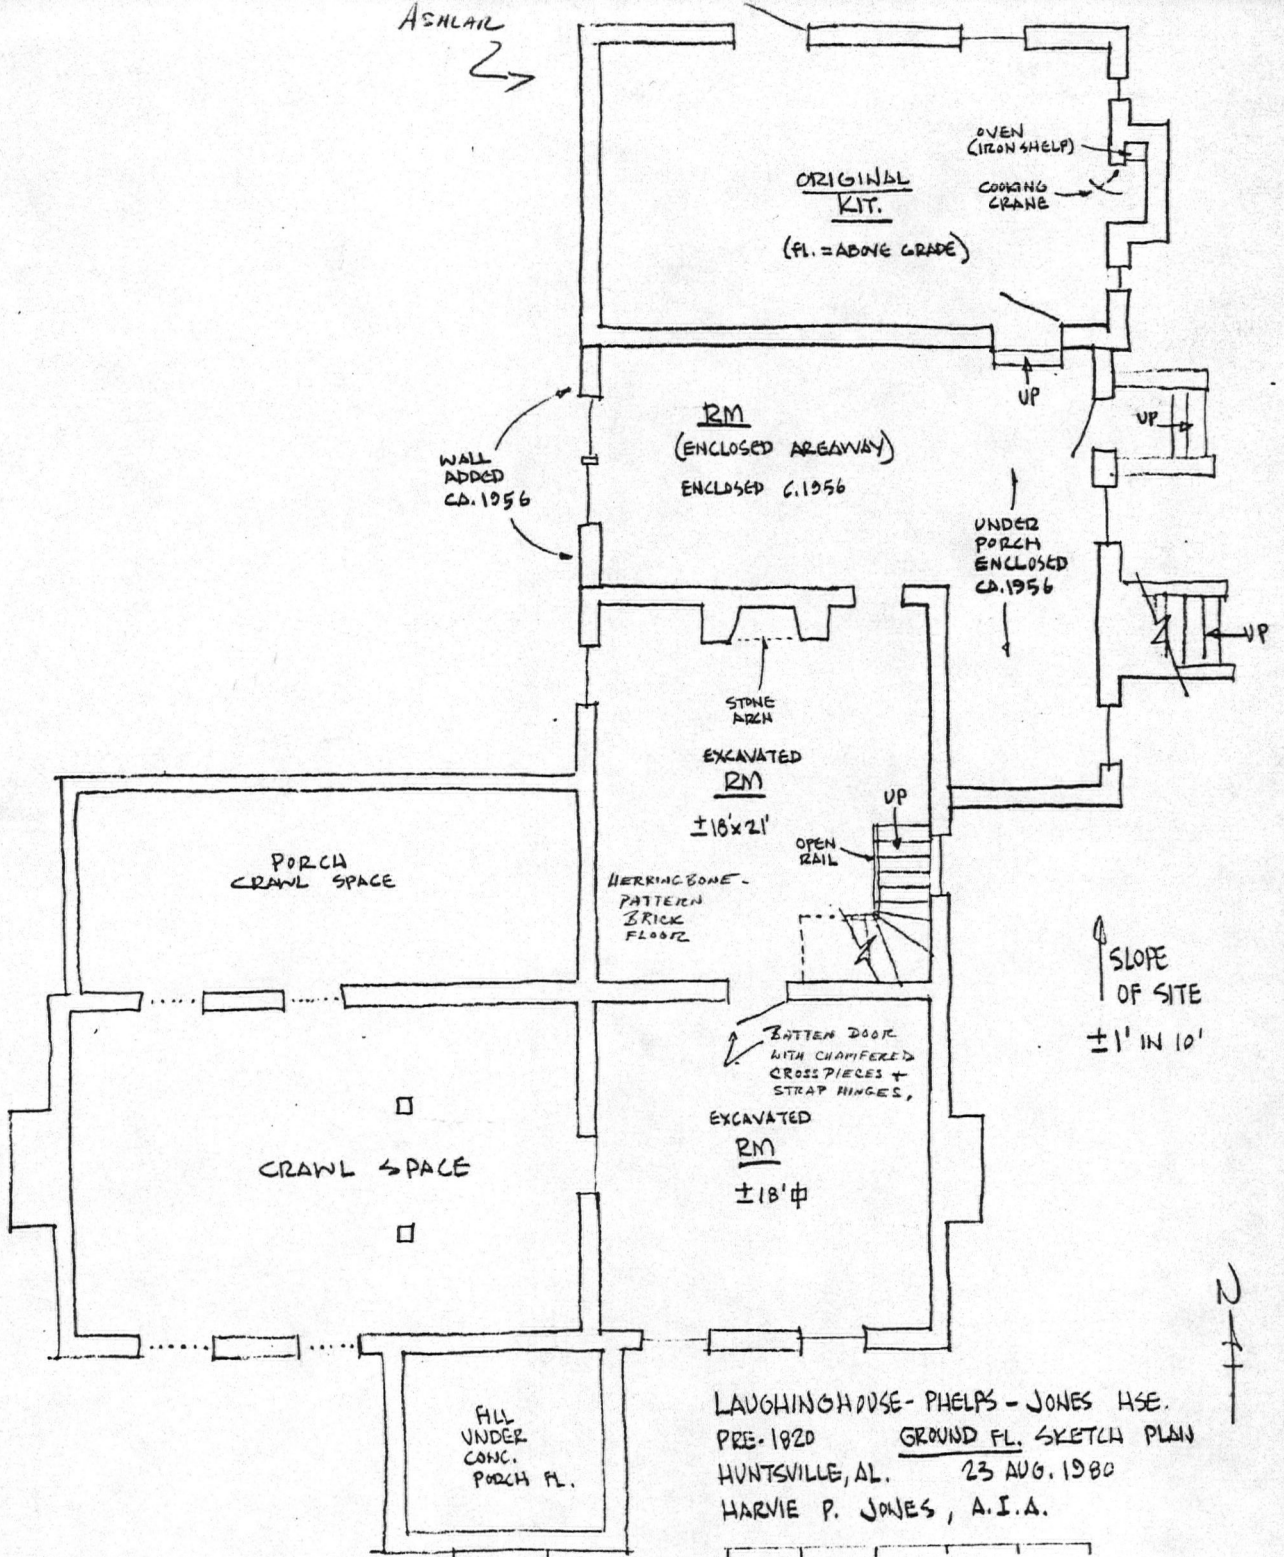 ASHLAR
OVEN
(IRON SHELF)
COOKING
CRANE
ORIGINAL
KIT.
(FL. = ABOVE GRADE)
UP
UP
RM
(ENCLOSED AREAWAY)
ENCLOSED C.1956
WALL
ADDED
CA. 1956
UNDER
PORCH
ENCLOSED
CA. 1956
UP
STONE
ARCH
EXCAVATED
RM
±18'x21'
UP
OPEN
RAIL
HERRINGBONE-
PATTERN
BRICK
FLOOR
PORCH
CRAWL SPACE
SLOPE
OF SITE
±1' IN 10'
BATTEN DOOR
WITH CHAMFERED
CROSSPIECES +
STRAP HINGES.
EXCAVATED
RM
±18'⌷
CRAWL SPACE
N
FILL
UNDER
CONC.
PORCH FL.
LAUGHINGHOUSE-PHELPS-JONES HSE.
PRE-1820 GROUND FL. SKETCH PLAN
HUNTSVILLE, AL. 23 AUG. 1980
HARVIE P. JONES, A.I.A.